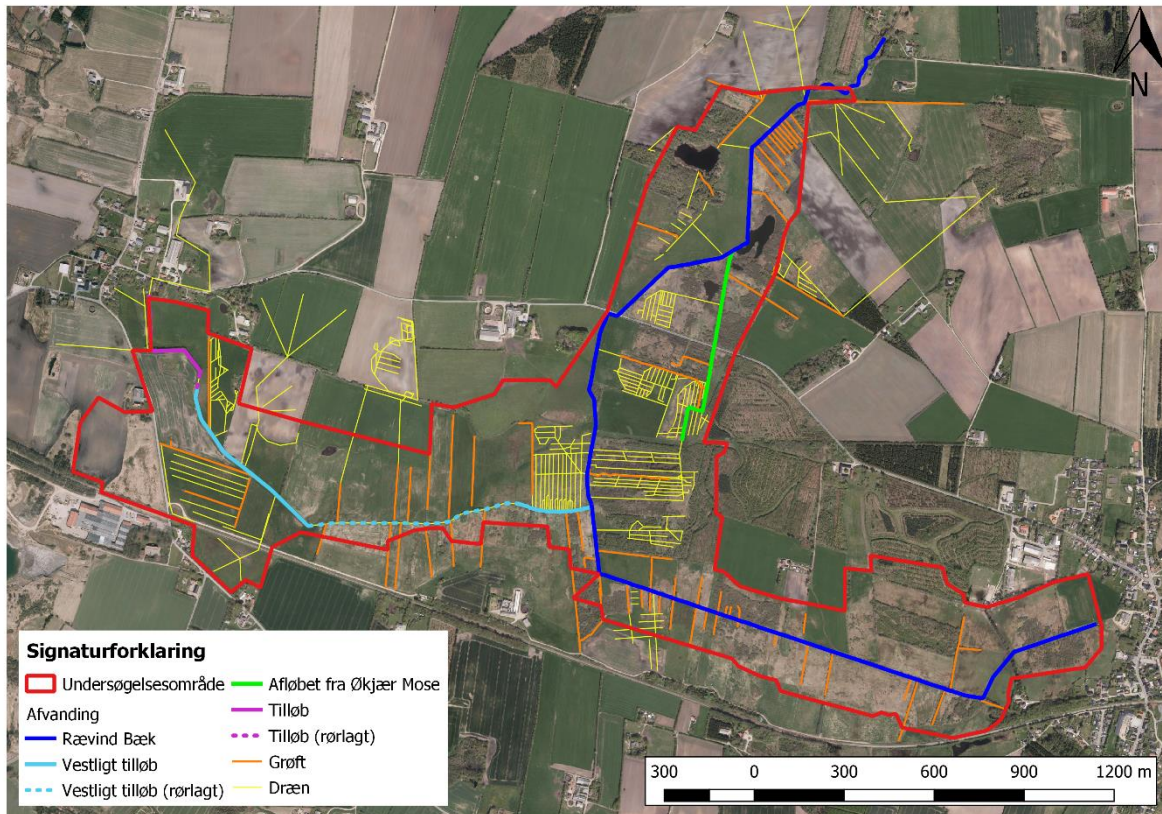 N
Signaturforklaring
Undersøgelsesområde
Afvanding
Rævind Bæk
Vestligt tilløb
Vestligt tilløb (rørlagt)
Afløbet fra Økjær Mose
Tilløb
Tilløb (rørlagt)
Grøft
Dræn
300 0 300 600 900 1200 m